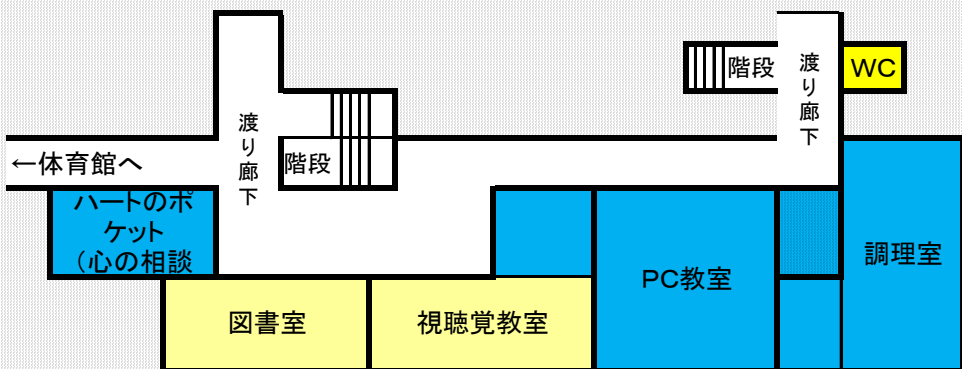 渡り廊下
階段
WC
渡り廊下
階段
←体育館へ
ハートのポ
ケット
（心の相談
調理室
PC教室
図書室
視聴覚教室